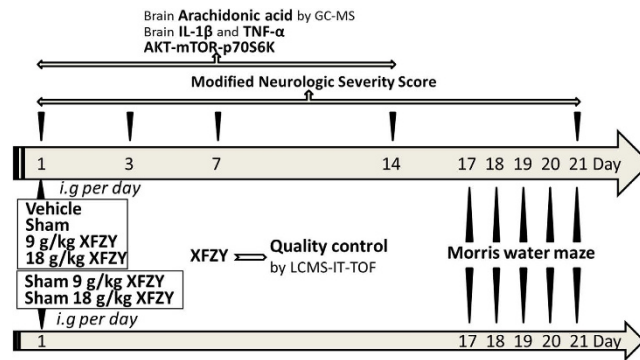 Brain Arachidonic acid by GC-MS
Brain IL-1β and TNF-α
AKT-mTOR-p70S6K
Modified Neurologic Severity Score
1 3 7 14 17 18 19 20 21 Day
i.g per day
Vehicle
Sham
9 g/kg XFZY
18 g/kg XFZY
XFZY Quality control
by LCMS-IT-TOF
Morris water maze
Sham 9 g/kg XFZY
Sham 18 g/kg XFZY
i.g per day
1 17 18 19 20 21 Day